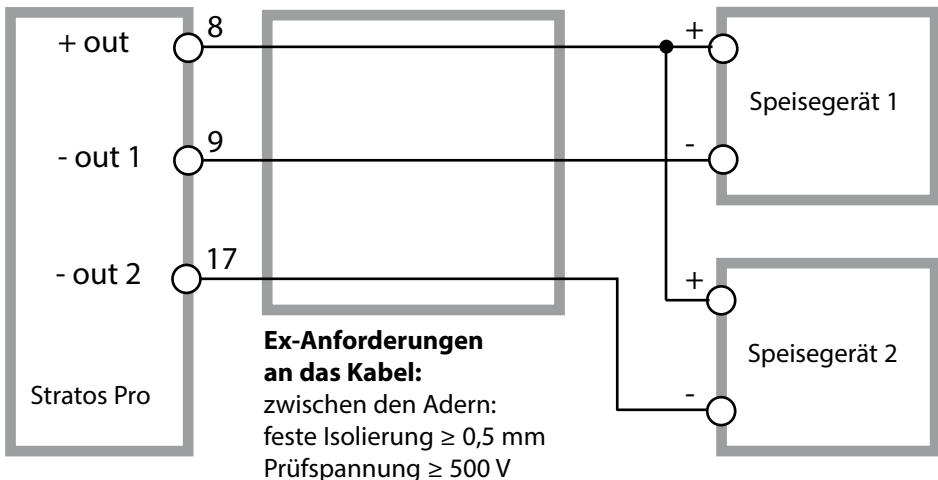 + out
8
+
Speisegerät 1
- out 1
9
-
- out 2
17
+
Ex-Anforderungen
an das Kabel:
zwischen den Adern:
feste Isolierung ≥ 0,5 mm
Prüfspannung ≥ 500 V
Speisegerät 2
-
Stratos Pro